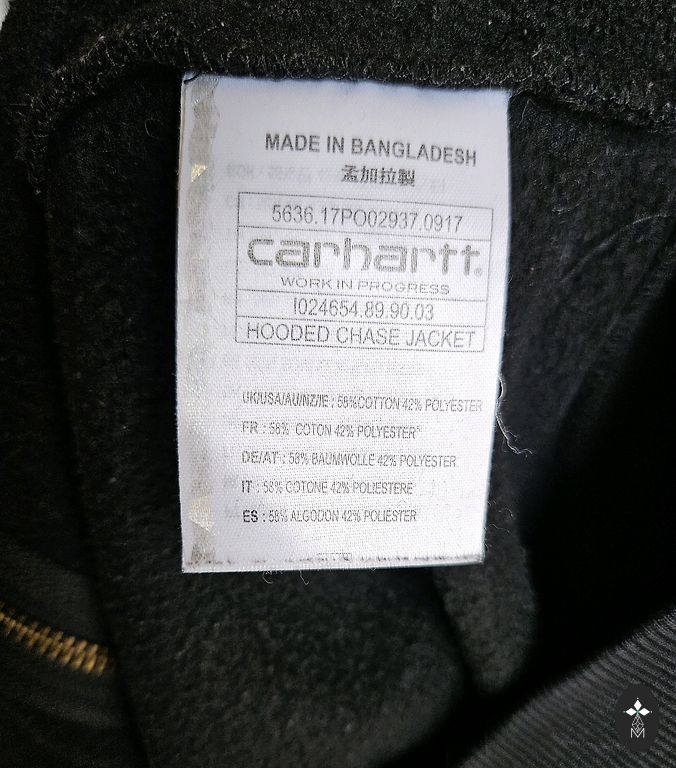 MADE IN BANGLADESH
孟加拉製
5636.17PO02937.0917
carhartt®
WORK IN PROGRESS
I024654.89.90.03
HOODED CHASE JACKET
UK/USA/AU/NZ/IE : 58%COTTON 42% POLYESTER
FR : 58% COTON 42% POLYESTER
DE/AT : 58% BAUMWOLLE 42% POLYESTER
IT : 58% COTONE 42% POLIESTERE
ES : 58% ALGODON 42% POLIESTER
M